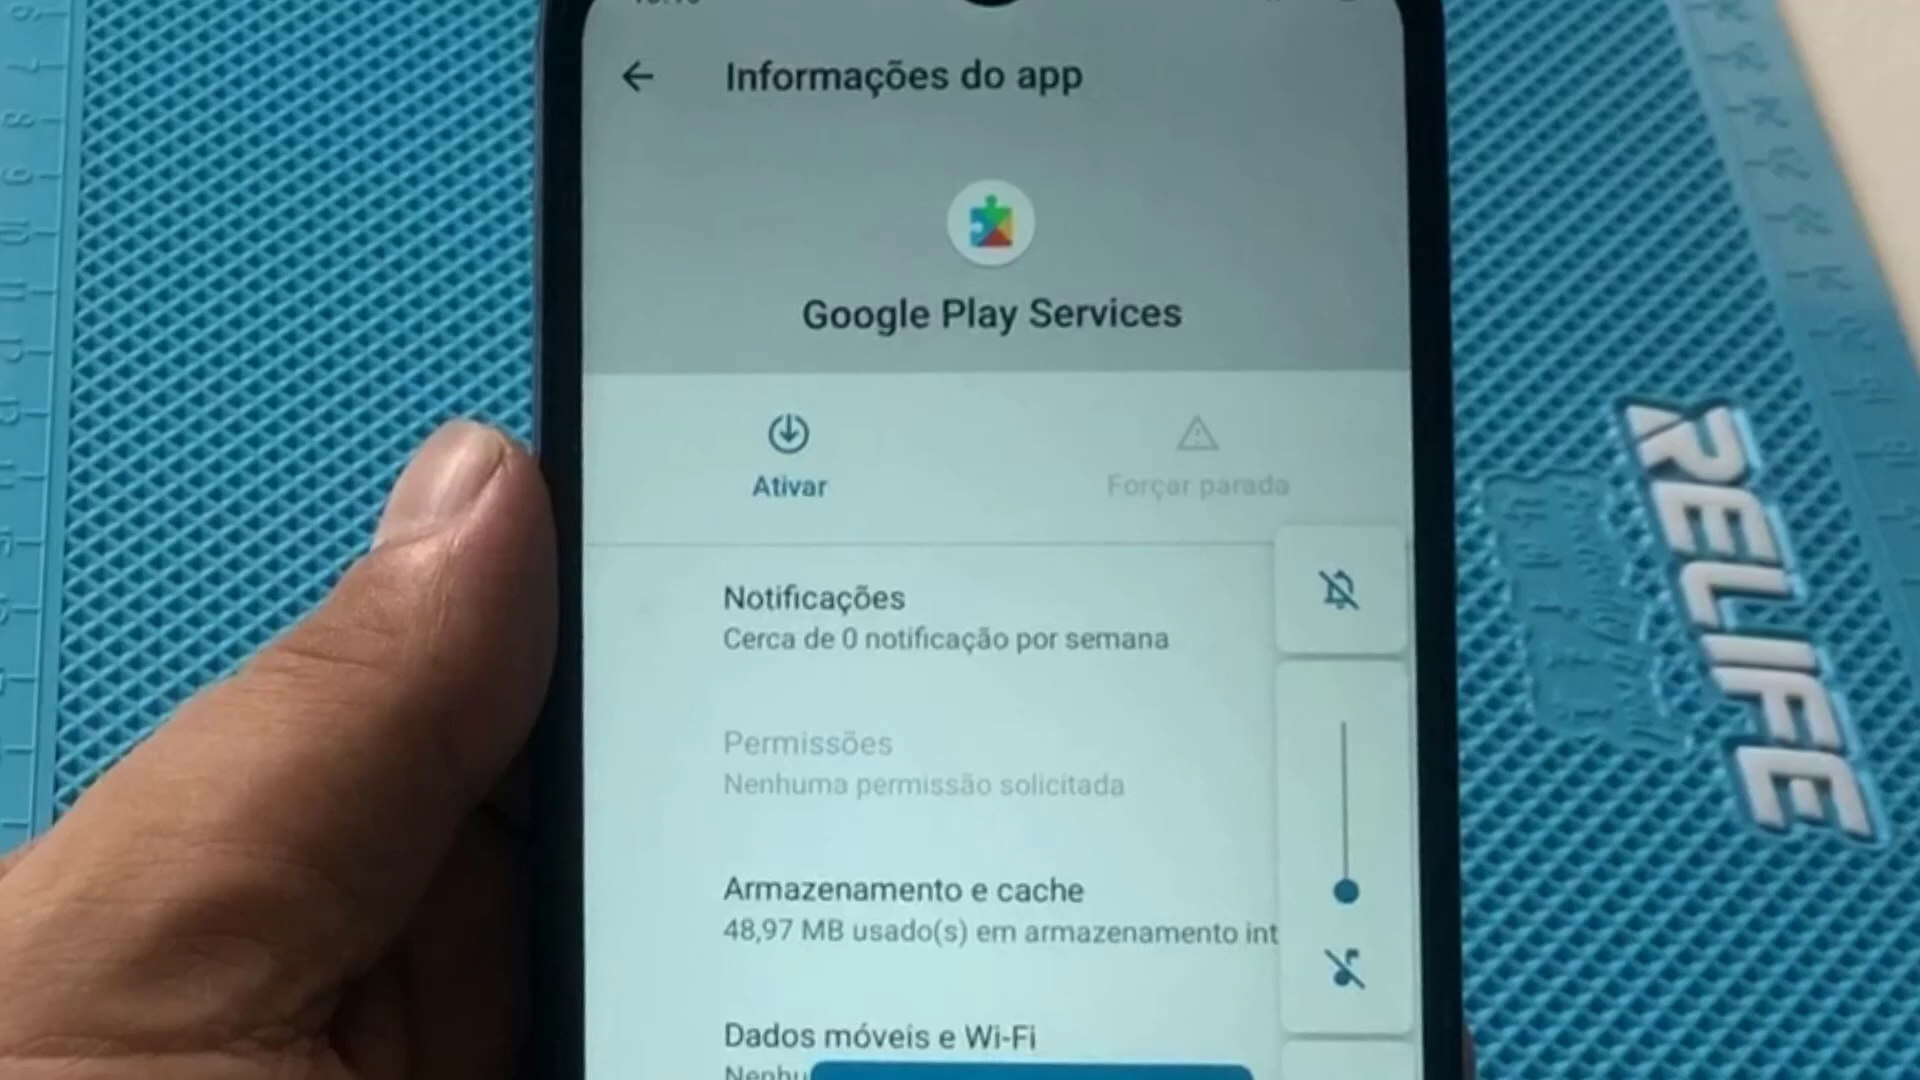 Informações do app
Google Play Services
Ativar
Forçar parada
Notificações
Cerca de 0 notificação por semana
Permissões
Nenhuma permissão solicitada
Armazenamento e cache
48,97 MB usado(s) em armazenamento int
Dados móveis e Wi-Fi
Nenhu
RELIFE